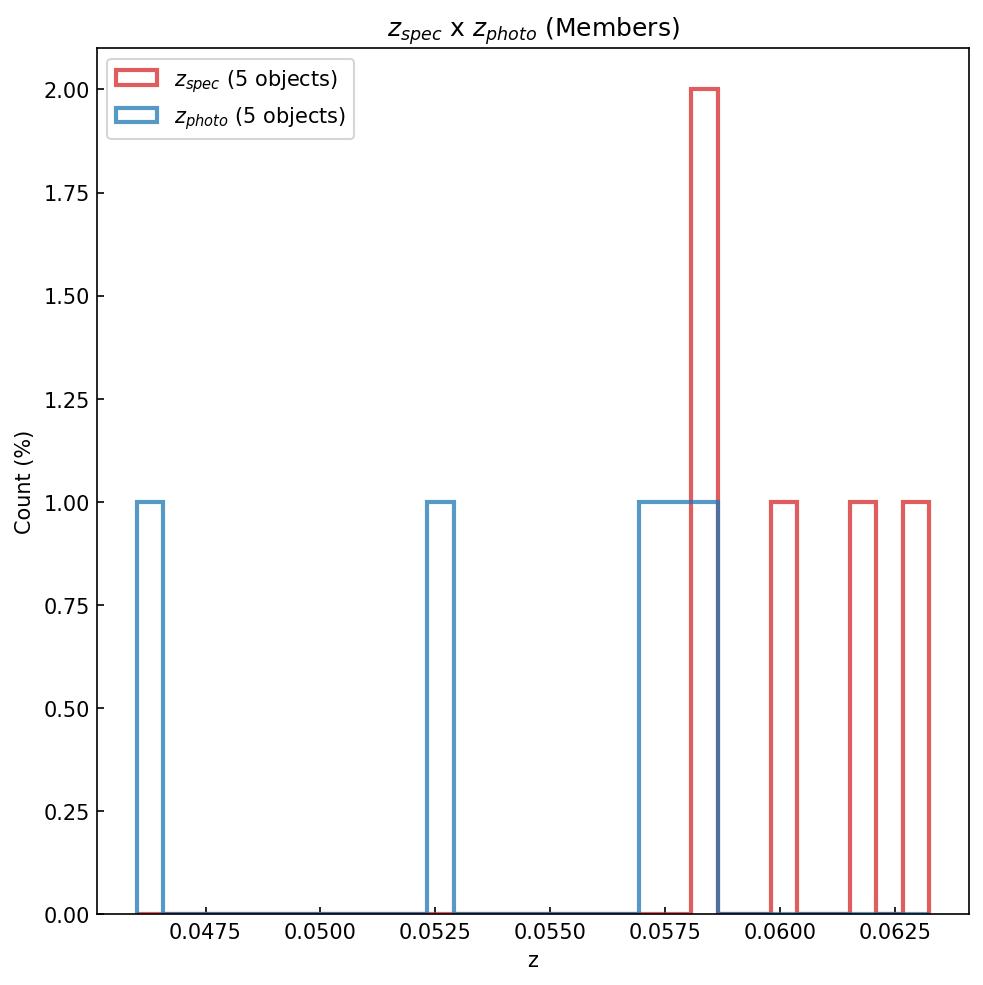 z_spec x z_photo (Members)
z_spec (5 objects)
z_photo (5 objects)
Count (%)
2.00
1.75
1.50
1.25
1.00
0.75
0.50
0.25
0.00
0.0475 0.0500 0.0525 0.0550 0.0575 0.0600 0.0625
z